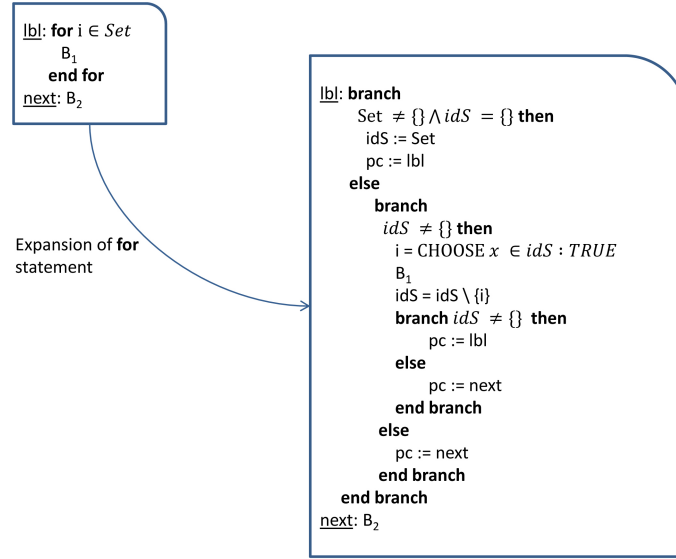 lbl: for i ∈ Set
B₁
end for
next: B₂
Expansion of for
statement
lbl: branch
Set ≠ {} ⋀ idS = {} then
idS := Set
pc := lbl
else
branch
idS ≠ {} then
i = CHOOSE x ∈ idS : TRUE
B₁
idS = idS \ {i}
branch idS ≠ {} then
pc := lbl
else
pc := next
end branch
else
pc := next
end branch
end branch
next: B₂